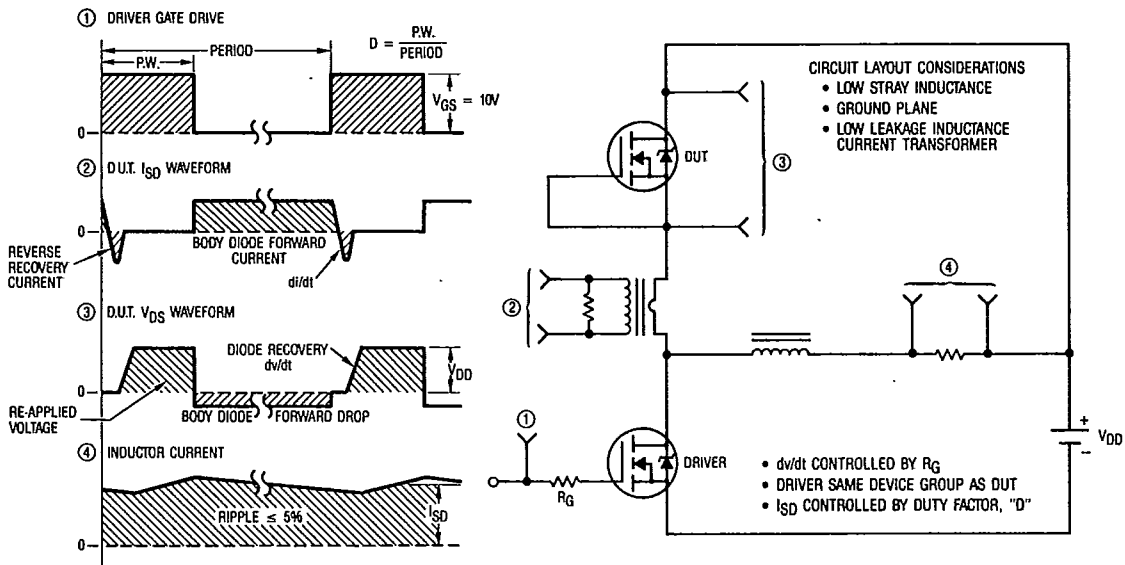 ① DRIVER GATE DRIVE
P.W.
PERIOD
D = P.W. / PERIOD
V_GS = 10V
0
② D.U.T. I_SD WAVEFORM
0
REVERSE
RECOVERY
CURRENT
BODY DIODE FORWARD
CURRENT
di/dt
③ D.U.T. V_DS WAVEFORM
DIODE RECOVERY
dv/dt
V_DD
0
RE-APPLIED
VOLTAGE
BODY DIODE FORWARD DROP
④ INDUCTOR CURRENT
RIPPLE ≤ 5%
I_SD
0
CIRCUIT LAYOUT CONSIDERATIONS
• LOW STRAY INDUCTANCE
• GROUND PLANE
• LOW LEAKAGE INDUCTANCE
CURRENT TRANSFORMER
DUT
③
②
④
①
R_G
DRIVER
+
V_DD
−
• dv/dt CONTROLLED BY R_G
• DRIVER SAME DEVICE GROUP AS DUT
• I_SD CONTROLLED BY DUTY FACTOR, "D"